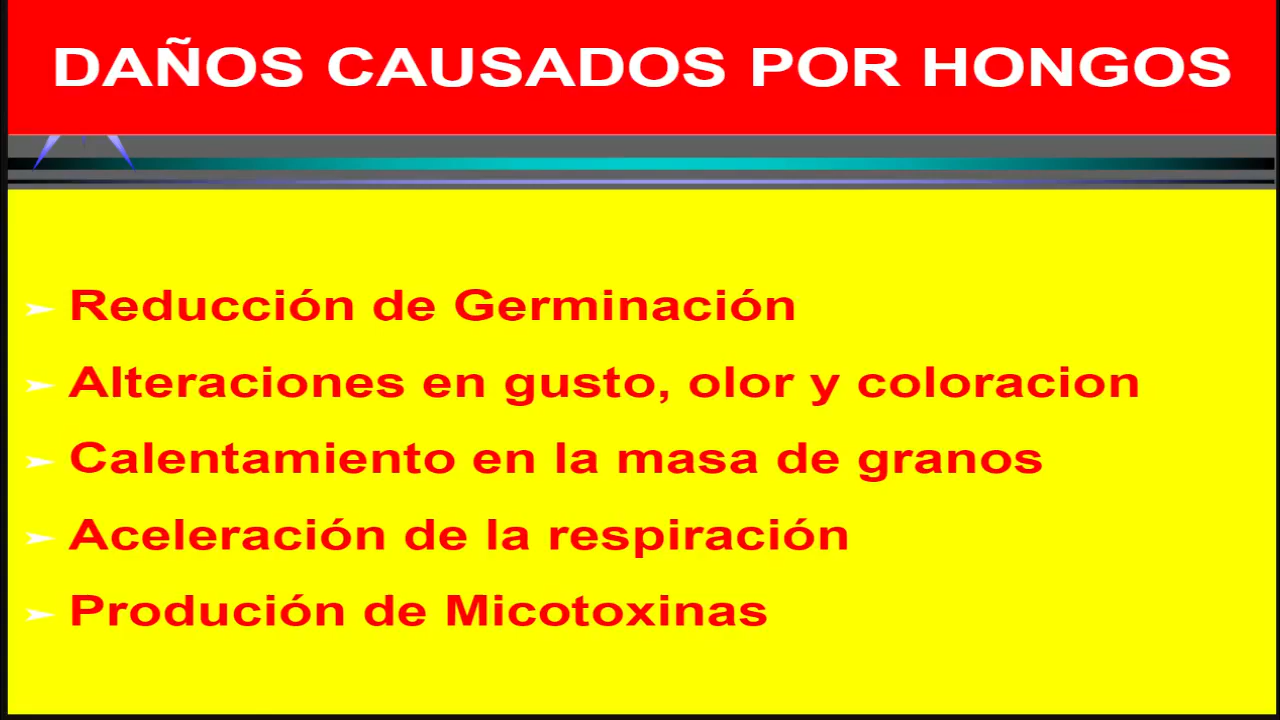 DAÑOS CAUSADOS POR HONGOS
Reducción de Germinación
Alteraciones en gusto, olor y coloracion
Calentamiento en la masa de granos
Aceleración de la respiración
Produción de Micotoxinas